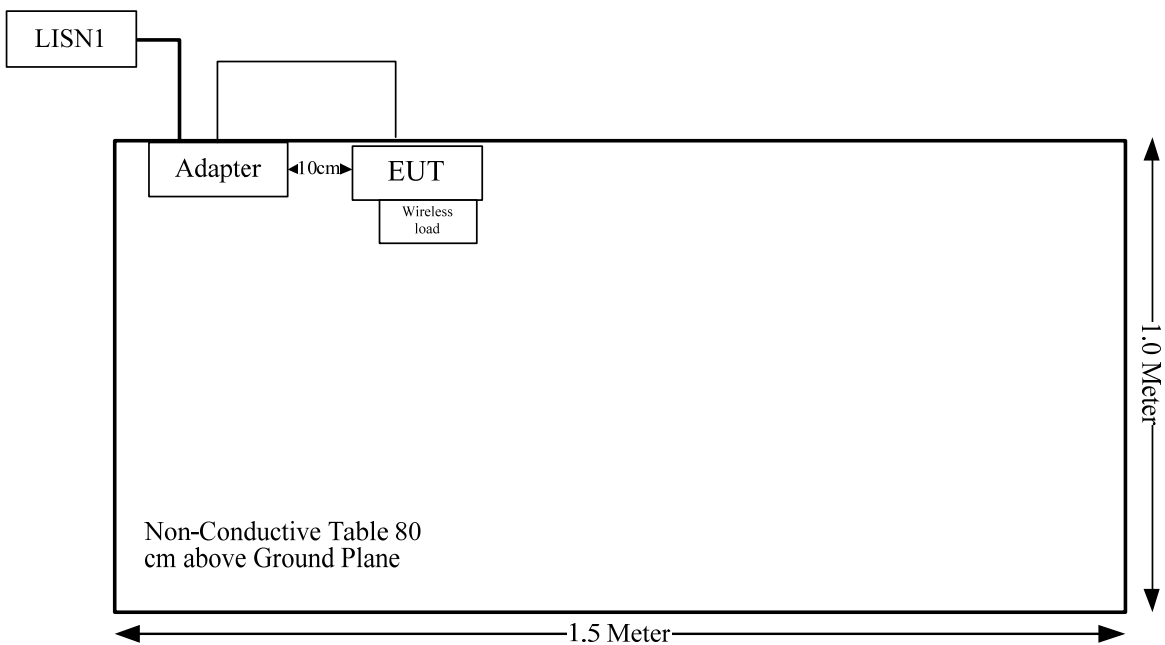 LISN1
Adapter
10cm
EUT
Wireless
load
1.0 Meter
Non-Conductive Table 80
cm above Ground Plane
1.5 Meter